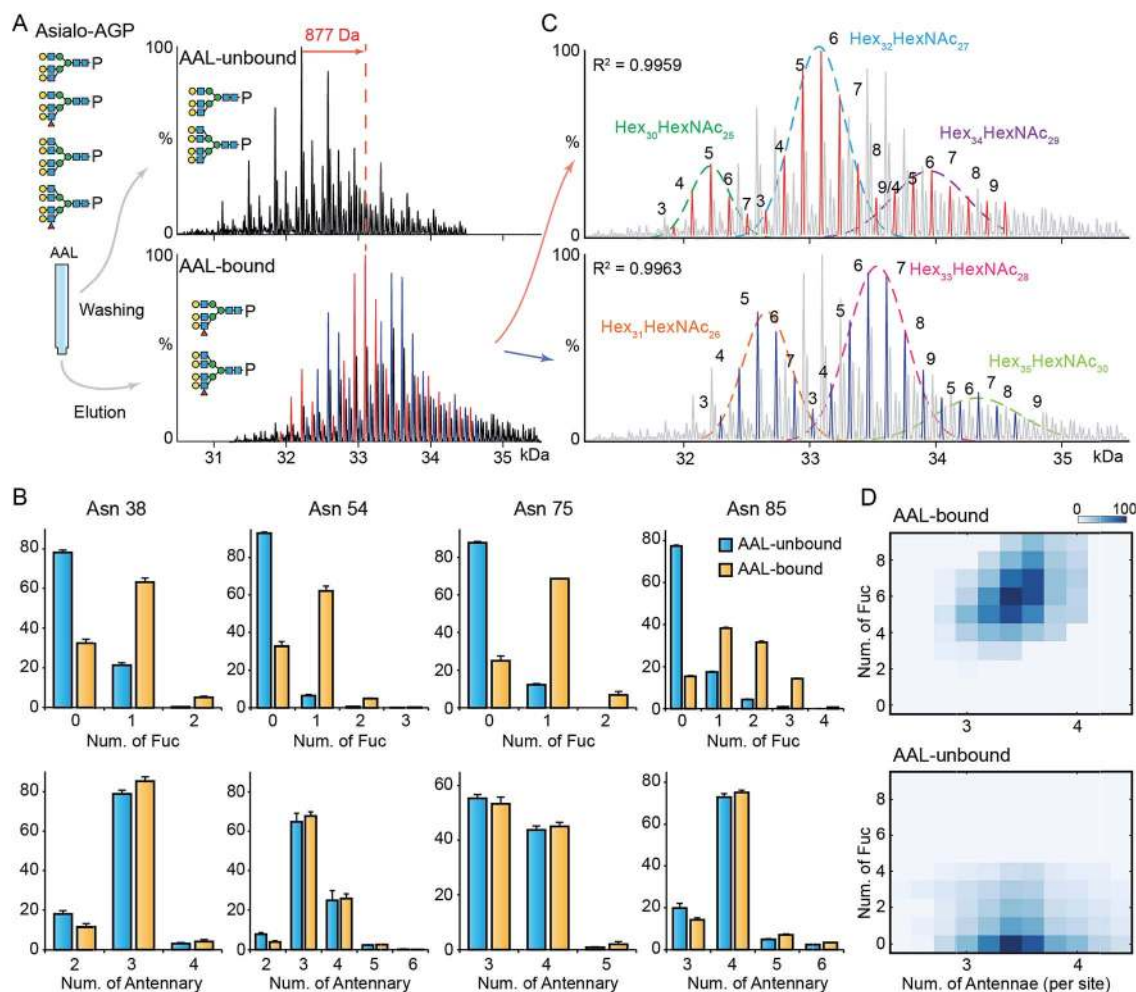 A
Asialo-AGP
P
P
P
P
AAL
Washing
Elution
100
%
0
AAL-unbound
877 Da
P
P
100
%
0
AAL-bound
P
P
31 32 33 34 35 kDa
C
100
%
0
R² = 0.9959
Hex₃₀HexNAc₂₅
Hex₃₂HexNAc₂₇
Hex₃₄HexNAc₂₉
3 4 5 6 7 3 4 5 6 7 8 9/4 5 6 7 8 9
100
%
0
R² = 0.9963
Hex₃₁HexNAc₂₆
Hex₃₃HexNAc₂₈
Hex₃₅HexNAc₃₀
3 4 5 6 7 3 4 5 6 7 8 9 5 6 7 8 9
32 33 34 35 kDa
B
Asn 38 Asn 54 Asn 75 Asn 85
AAL-unbound
AAL-bound
80 80 80 80
60 60 60 60
40 40 40 40
20 20 20 20
0 0 0 0
0 1 2 0 1 2 3 0 1 2 0 1 2 3 4
Num. of Fuc Num. of Fuc Num. of Fuc Num. of Fuc
80 80 60 80
60 60 40 60
40 40 20 40
20 20 0 20
0 0 0
2 3 4 2 3 4 5 6 3 4 5 3 4 5 6
Num. of Antennary Num. of Antennary Num. of Antennary Num. of Antennary
D
AAL-bound
0 100
Num. of Fuc
8
6
4
2
0
3 4
AAL-unbound
Num. of Fuc
8
6
4
2
0
3 4
Num. of Antennae (per site)